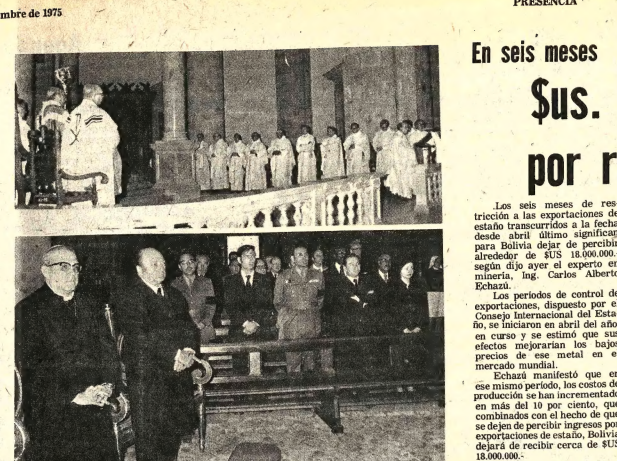 mbre de 1975
PRESENCIA
En seis meses
$us.
por r
Los seis meses de res-
tricción a las exportaciones de
estaño transcurridos a la fecha
desde abril último significan
para Bolivia dejar de percibir
alrededor de $US 18.000.000.
según dijo ayer el experto en
minería, Ing. Carlos Alberto
Echazú.
Los períodos de control de
exportaciones, dispuesto por e
Consejo Internacional del Esta-
ño, se iniciaron en abril del año
en curso y se estimó que sus
efectos mejorarían los bajos
precios de ese metal en e
mercado mundial.
Echazú manifestó que en
ese mismo período, los costos de
producción se han incrementado
en más del 10 por ciento, que
combinados con el hecho de que
se dejen de percibir ingresos por
exportaciones de estaño, Bolivia
dejará de recibir cerca de $US
18.000.000.-